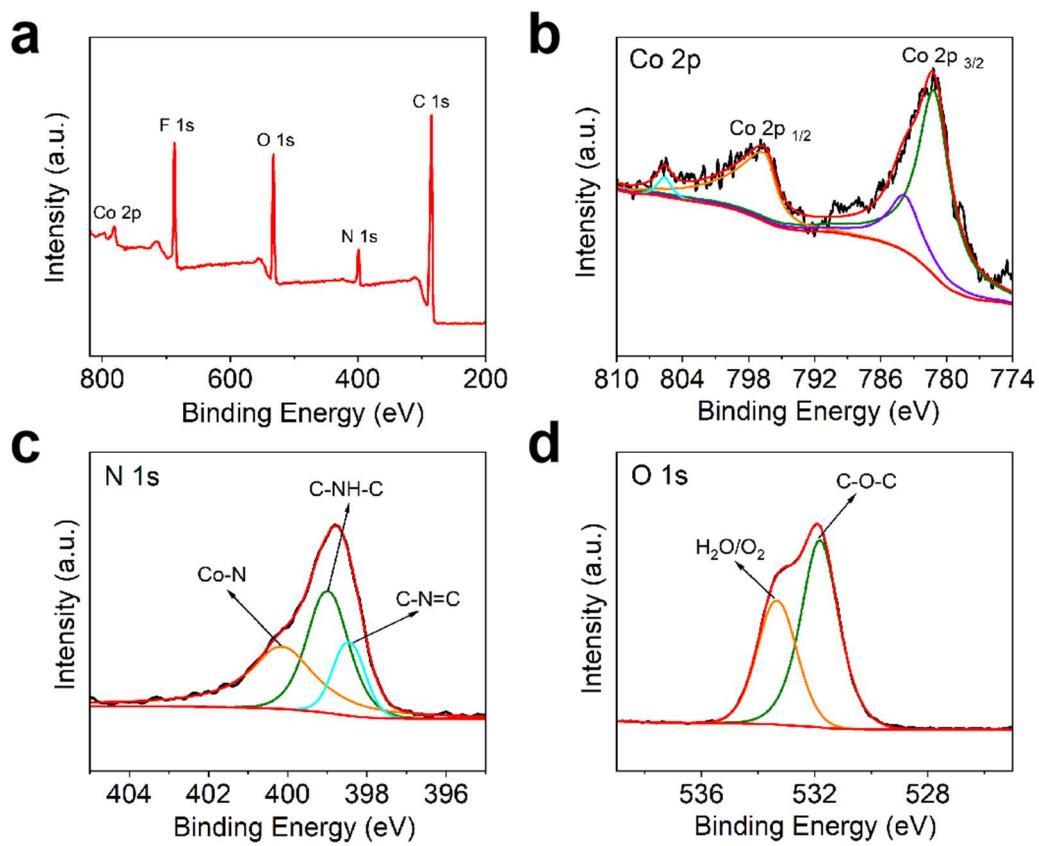 a
C 1s
F 1s
O 1s
N 1s
Co 2p
Intensity (a.u.)
800 600 400 200
Binding Energy (eV)
b
Co 2p
Co 2p 3/2
Co 2p 1/2
Intensity (a.u.)
810 804 798 792 786 780 774
Binding Energy (eV)
c
N 1s
C-NH-C
Co-N
C-N=C
Intensity (a.u.)
404 402 400 398 396
Binding Energy (eV)
d
O 1s
C-O-C
H₂O/O₂
Intensity (a.u.)
536 532 528
Binding Energy (eV)